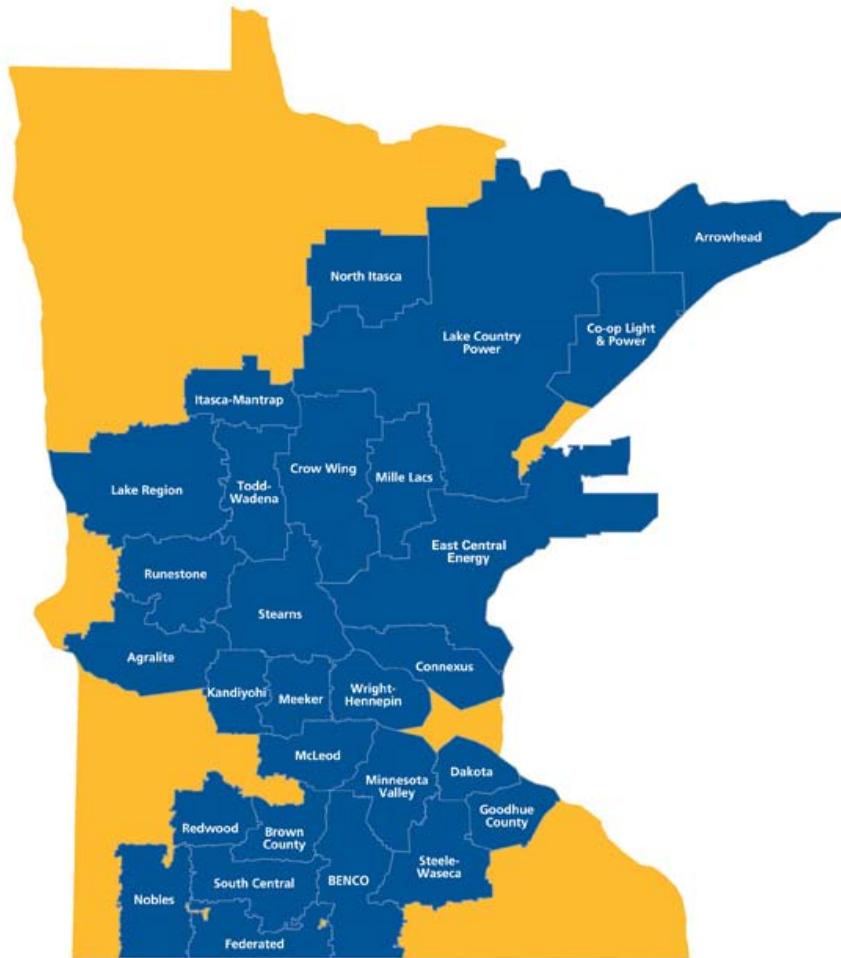 Arrowhead
North Itasca
Co-op Light
& Power
Lake Country
Power
Itasca-Mantrap
Crow Wing
Mille Lacs
Todd-
Wadena
Lake Region
East Central
Energy
Runestone
Stearns
Agralite
Connexus
Kandiyohi
Meeker
Wright-
Hennepin
McLeod
Minnesota
Valley
Dakota
Goodhue
County
Redwood
Brown
County
Steele-
Waseca
South Central
BENCO
Nobles
Federated